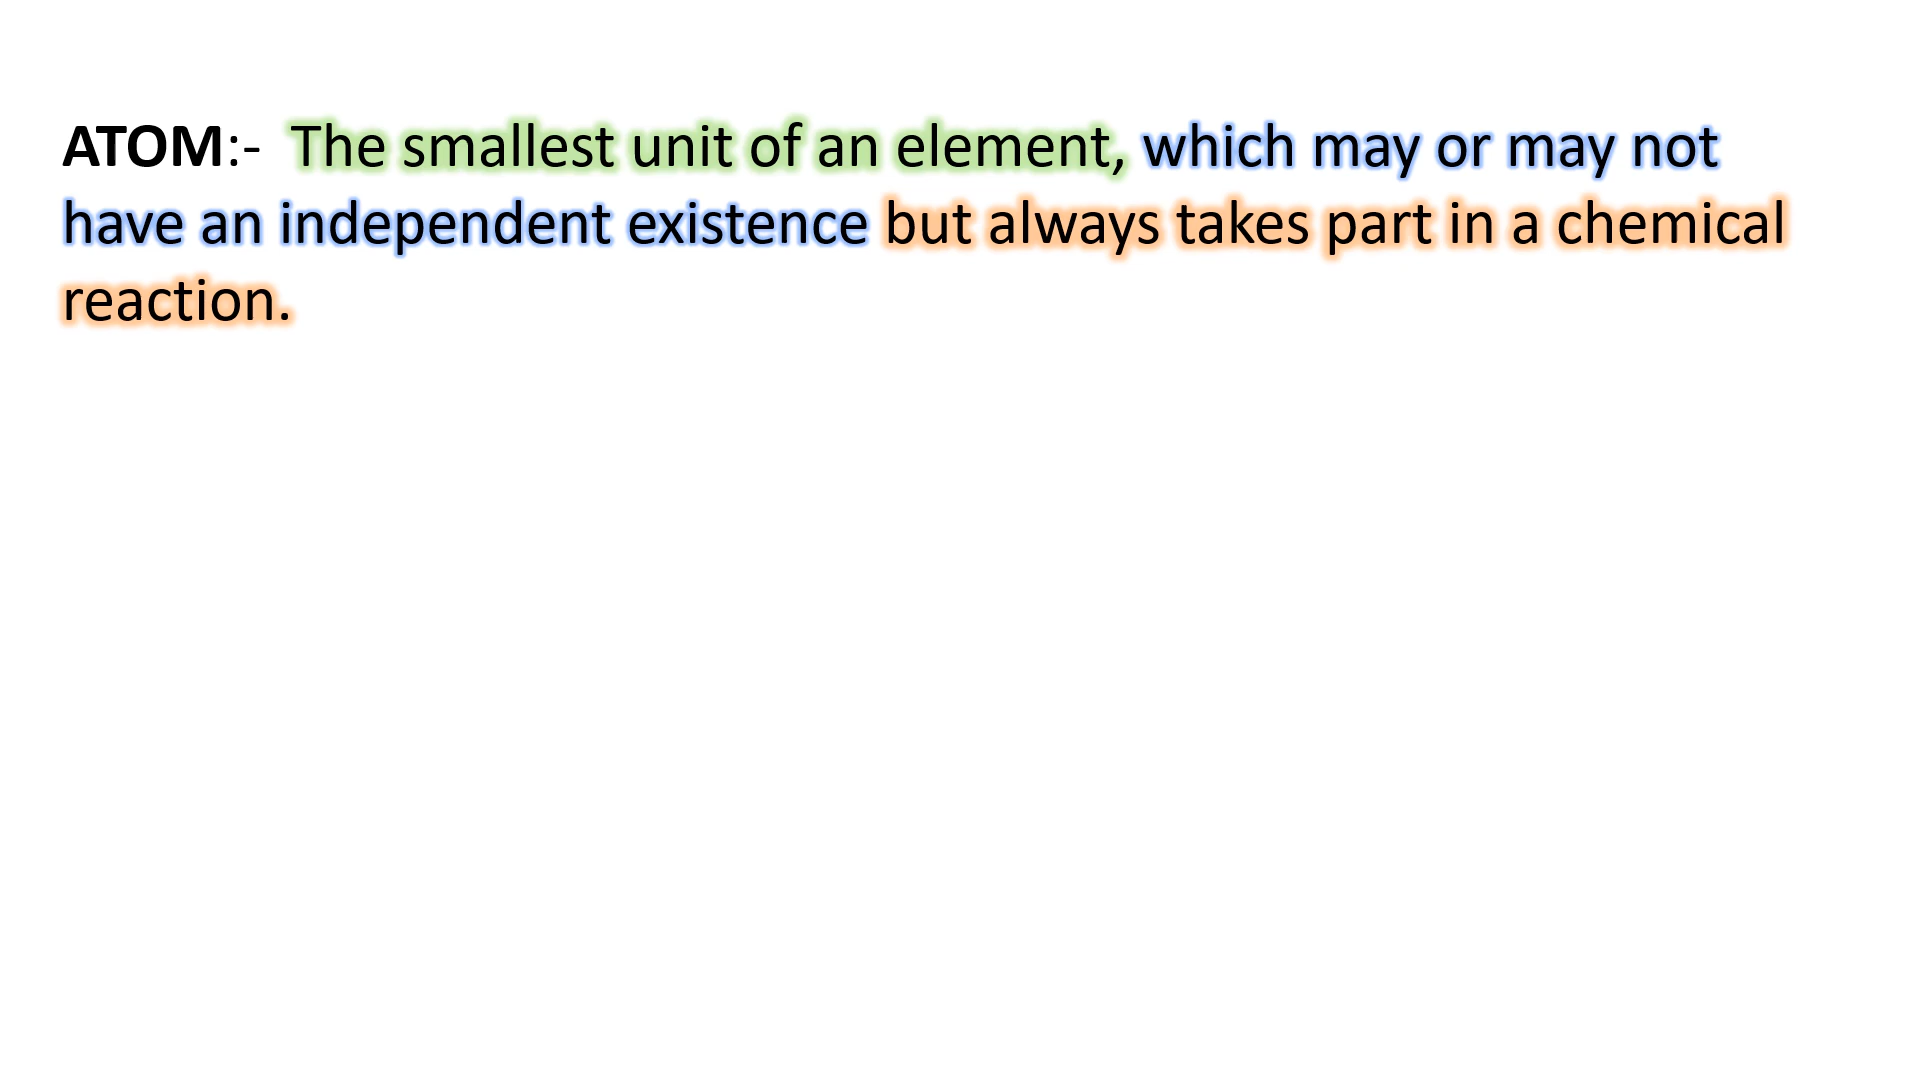 ATOM:- The smallest unit of an element, which may or may not
have an independent existence but always takes part in a chemical
reaction.